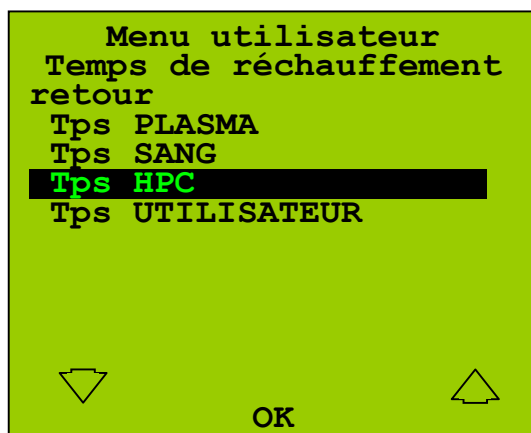 Menu utilisateur
Temps de réchauffement
retour
Tps PLASMA
Tps SANG
Tps HPC
Tps UTILISATEUR
OK